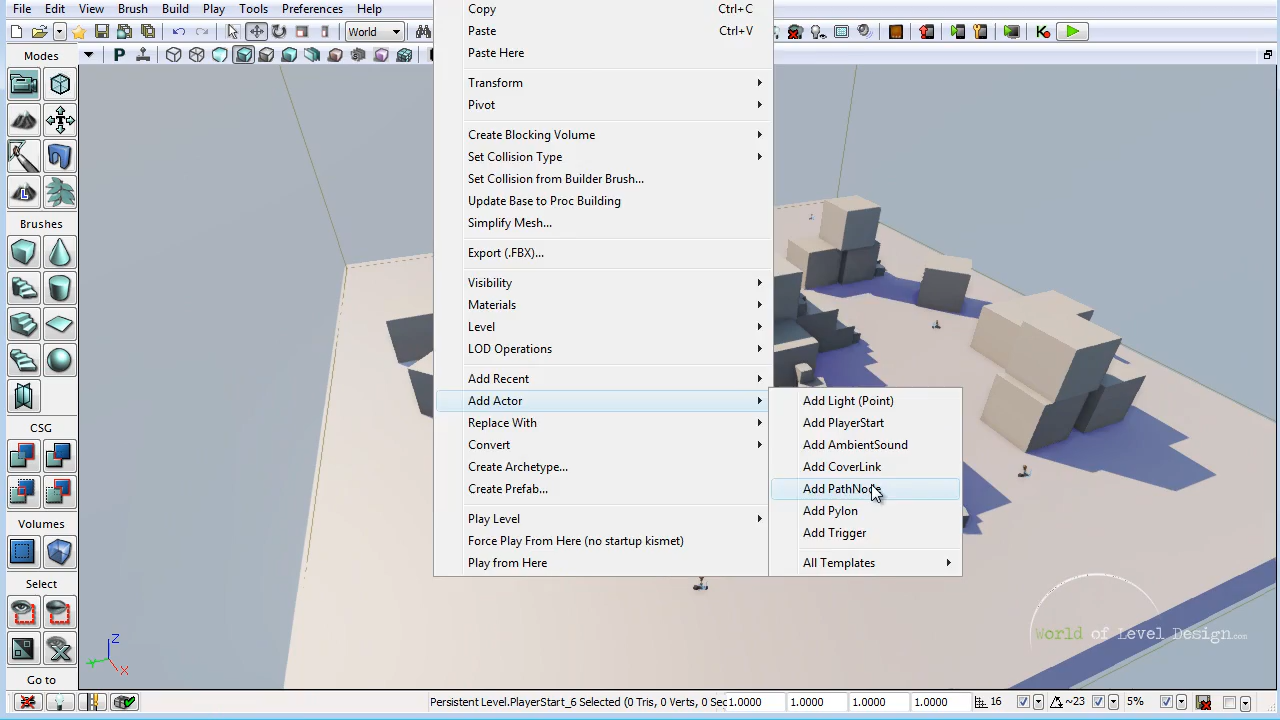 File Edit View Brush Build Play Tools Preferences Help
World
Modes
Brushes
CSG
Volumes
Select
Go to
Copy Ctrl+C
Paste Ctrl+V
Paste Here
Transform
Pivot
Create Blocking Volume
Set Collision Type
Set Collision from Builder Brush...
Update Base to Proc Building
Simplify Mesh...
Export (.FBX)...
Visibility
Materials
Level
LOD Operations
Add Recent
Add Actor
Replace With
Convert
Create Archetype...
Create Prefab...
Play Level
Force Play From Here (no startup kismet)
Play from Here
Add Light (Point)
Add PlayerStart
Add AmbientSound
Add CoverLink
Add PathNode
Add Pylon
Add Trigger
All Templates
World of Level Design.com
Z
Y
X
Persistent Level.PlayerStart_6 Selected (0 Tris, 0 Verts, 0 Sec 1.0000 1.0000 1.0000 1.0000 16 ~23 5%